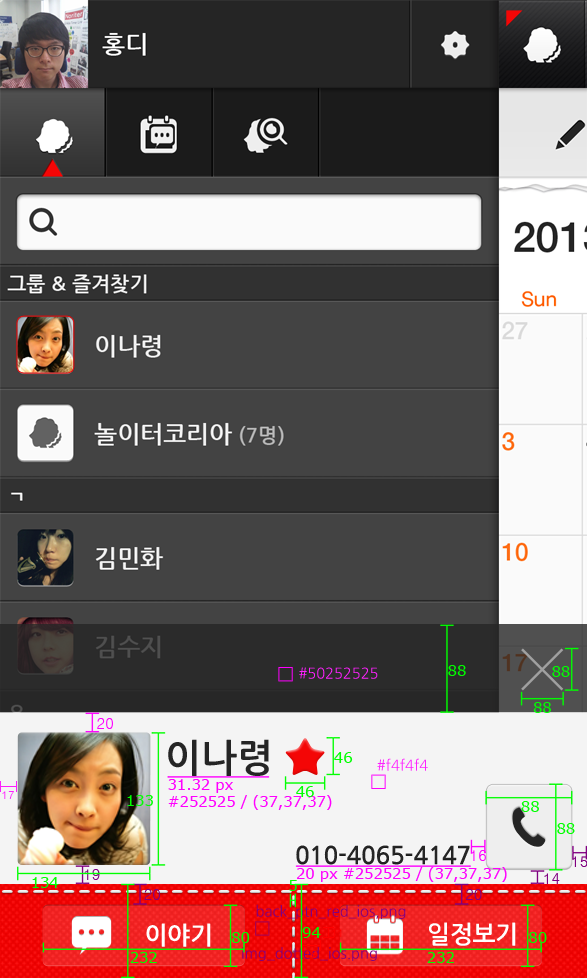 홍디
2013
Sun
그룹 & 즐겨찾기
27
이나령
놀이터코리아 (7명)
3
ㄱ
10
김민화
김수지
17
88
88
#50252525
88
20
이나령
46
#f4f4f4
31.32 px
46
17
133
#252525 / (37,37,37)
88
88
010-4065-4147
16
15
19
20 px #252525 / (37,37,37)
14
134
20
20
back_ptrl_red_ios.png
이야기
80
94
일정보기
80
232
img_dotted_ios.png
232